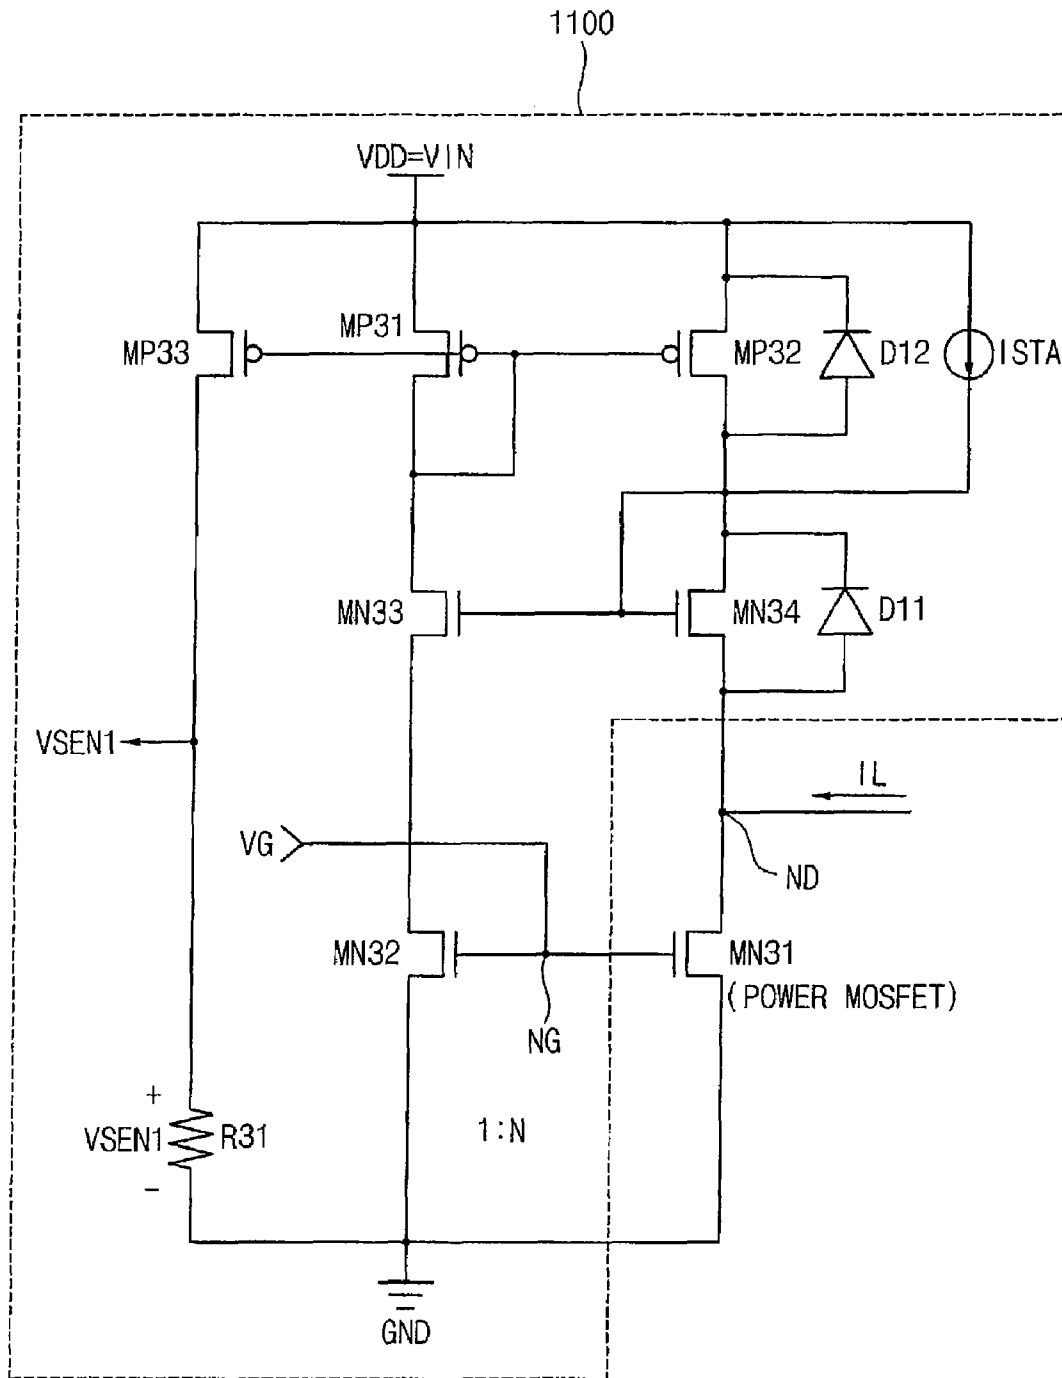 1100
VDD=VIN
MP33
MP31
MP32
D12
ISTA
MN33
MN34
D11
VSEN1
IL
VG
ND
MN32
MN31
(POWER MOSFET)
NG
+
VSEN1
R31
1:N
−
GND